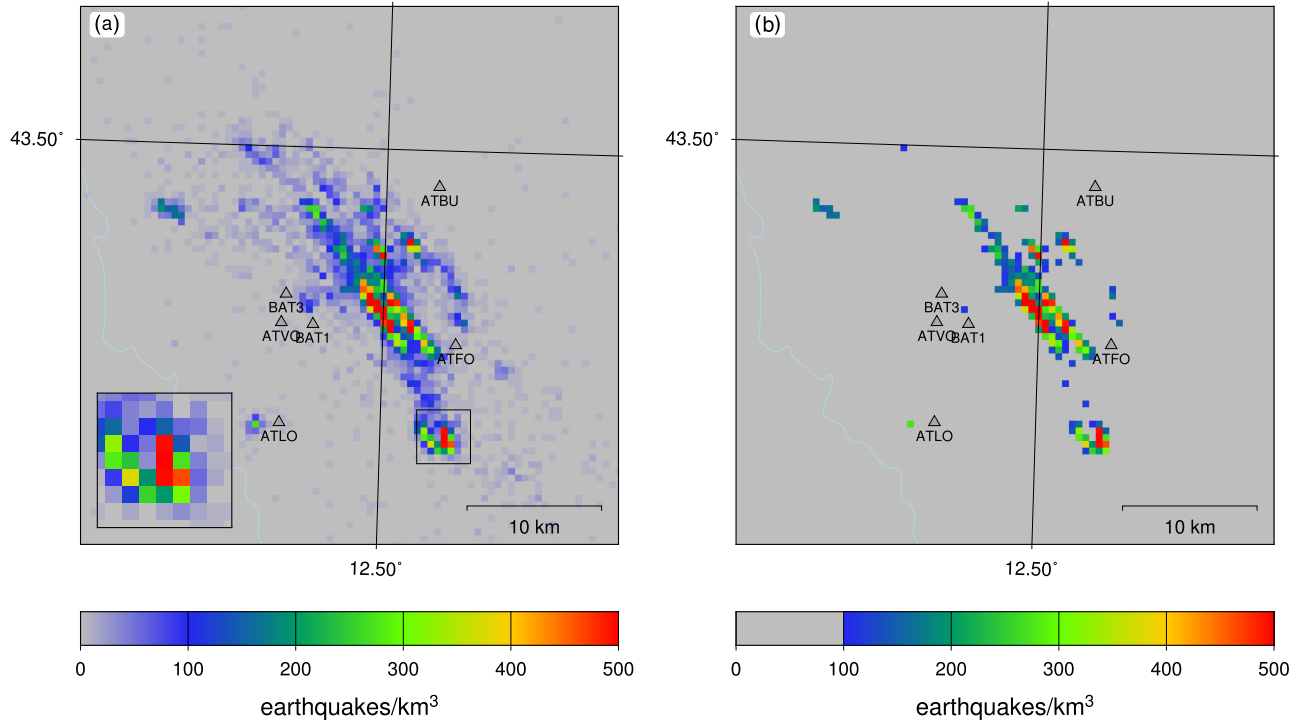 (a)
43.50°
ATBU
BAT3
ATVO
BAT1
ATFO
ATLO
10 km
12.50°
0 100 200 300 400 500
earthquakes/km³
(b)
43.50°
ATBU
BAT3
ATVO
BAT1
ATFO
ATLO
10 km
12.50°
0 100 200 300 400 500
earthquakes/km³